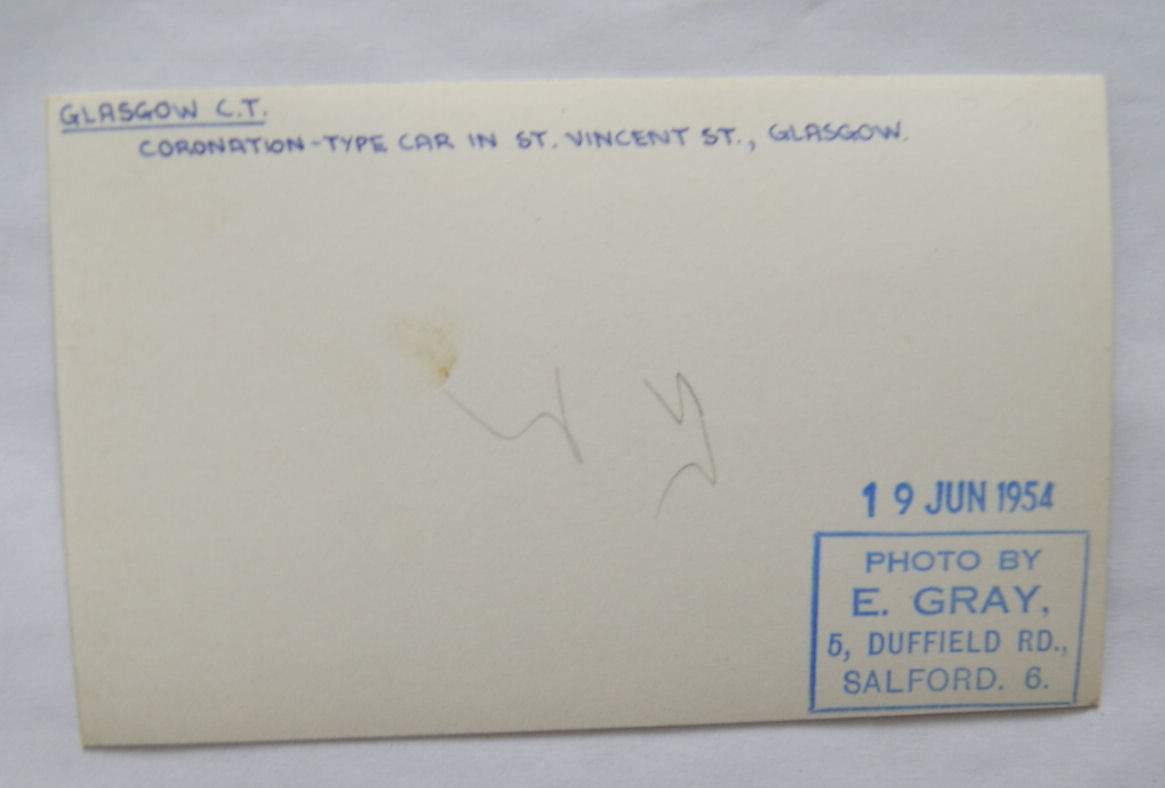 GLASGOW C.T.
CORONATION-TYPE CAR IN ST. VINCENT ST., GLASGOW.
19 JUN 1954
PHOTO BY
E. GRAY,
5, DUFFIELD RD.,
SALFORD. 6.